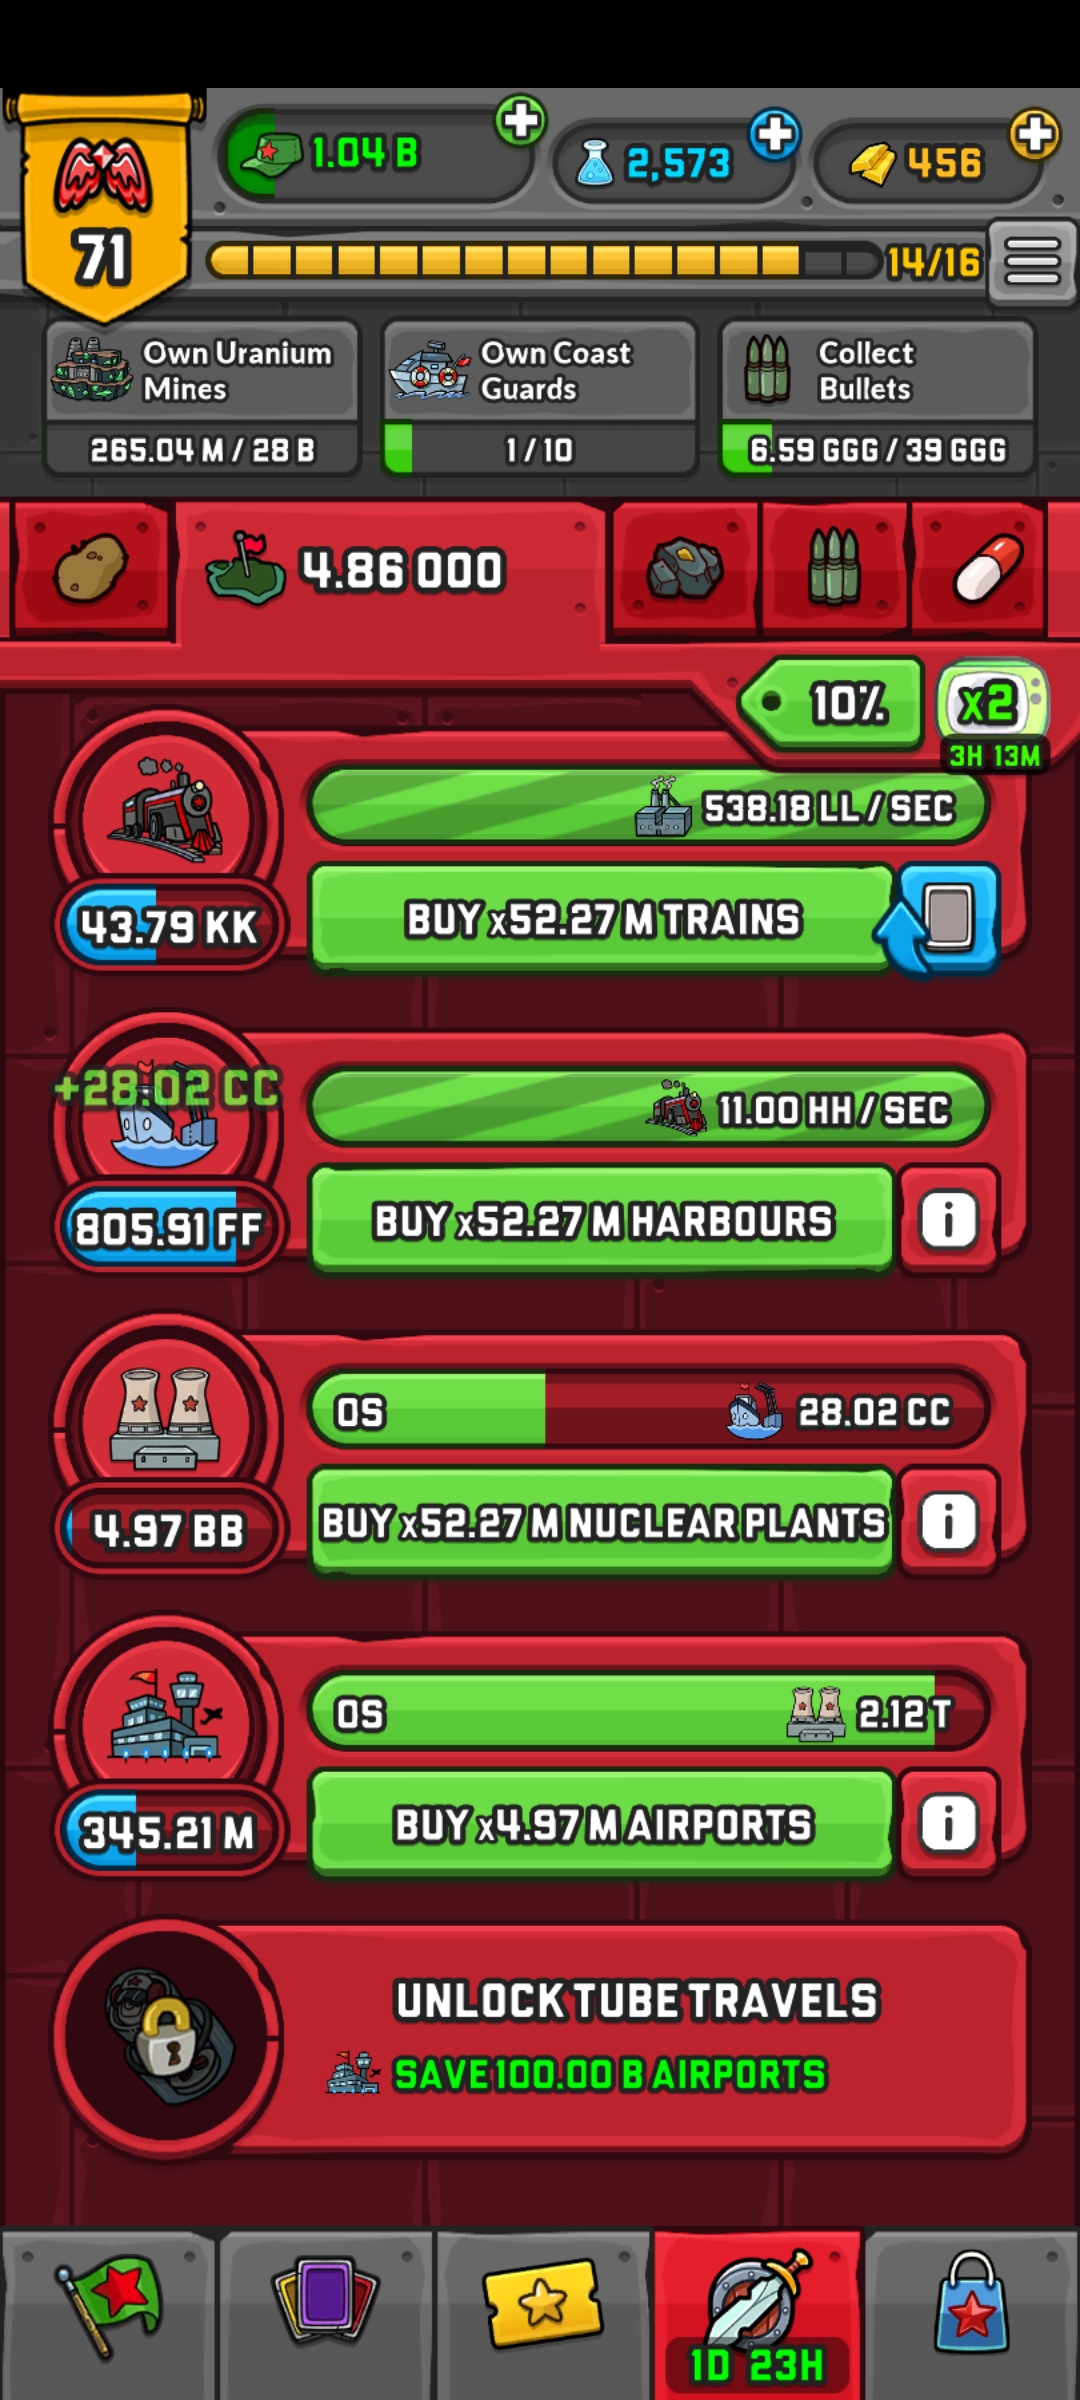 71
1.04 B
2,573
456
14/16
Own Uranium
Mines
265.04 M / 28 B
Own Coast
Guards
1 / 10
Collect
Bullets
6.59 GGG / 39 GGG
4.86 OOO
10%
x2
3H 13M
538.18 LL / SEC
43.79 KK
BUY x52.27 M TRAINS
+28.02 CC
11.00 HH / SEC
805.91 FF
BUY x52.27 M HARBOURS
i
0S
28.02 CC
4.97 BB
BUY x52.27 M NUCLEAR PLANTS
i
0S
2.12 T
345.21 M
BUY x4.97 M AIRPORTS
i
UNLOCK TUBE TRAVELS
SAVE 100.00 B AIRPORTS
1D 23H